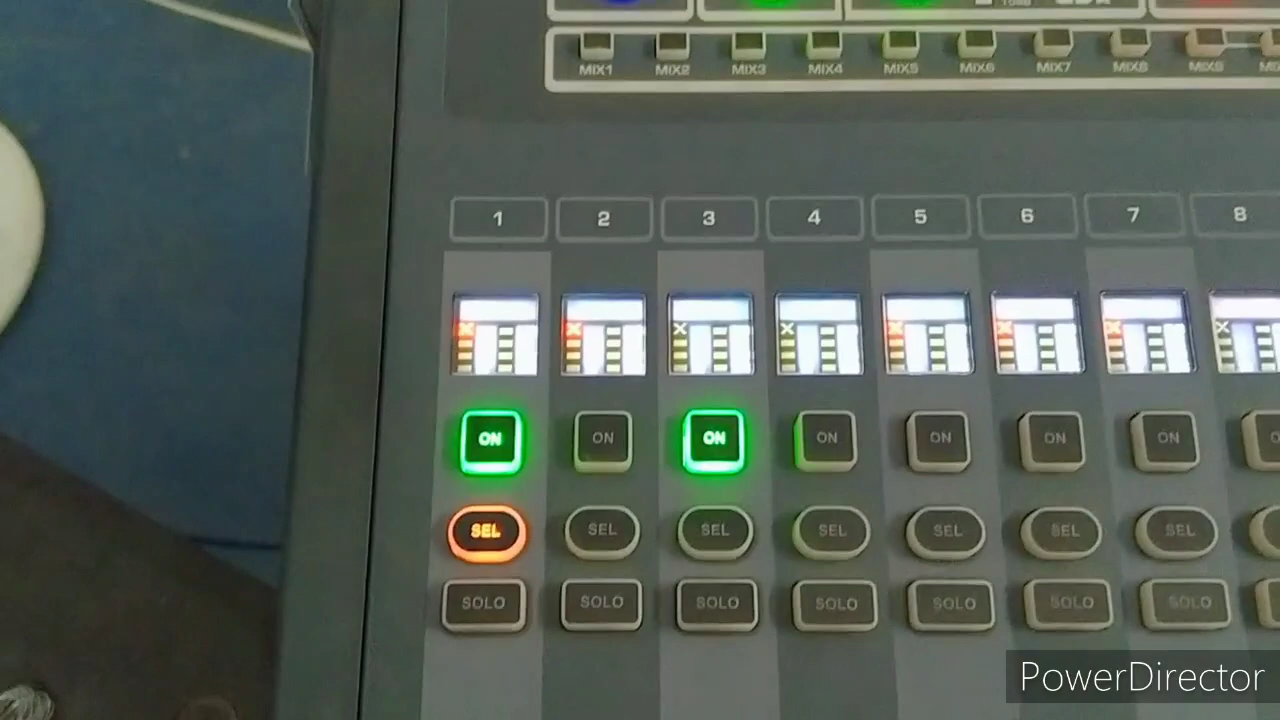 MIX1 MIX2 MIX3 MIX4 MIX5 MIX6 MIX7 MIX8 MIX9
1 2 3 4 5 6 7 8
ON ON ON ON ON ON ON
SEL SEL SEL SEL SEL SEL SEL
SOLO SOLO SOLO SOLO SOLO SOLO SOLO
PowerDirector